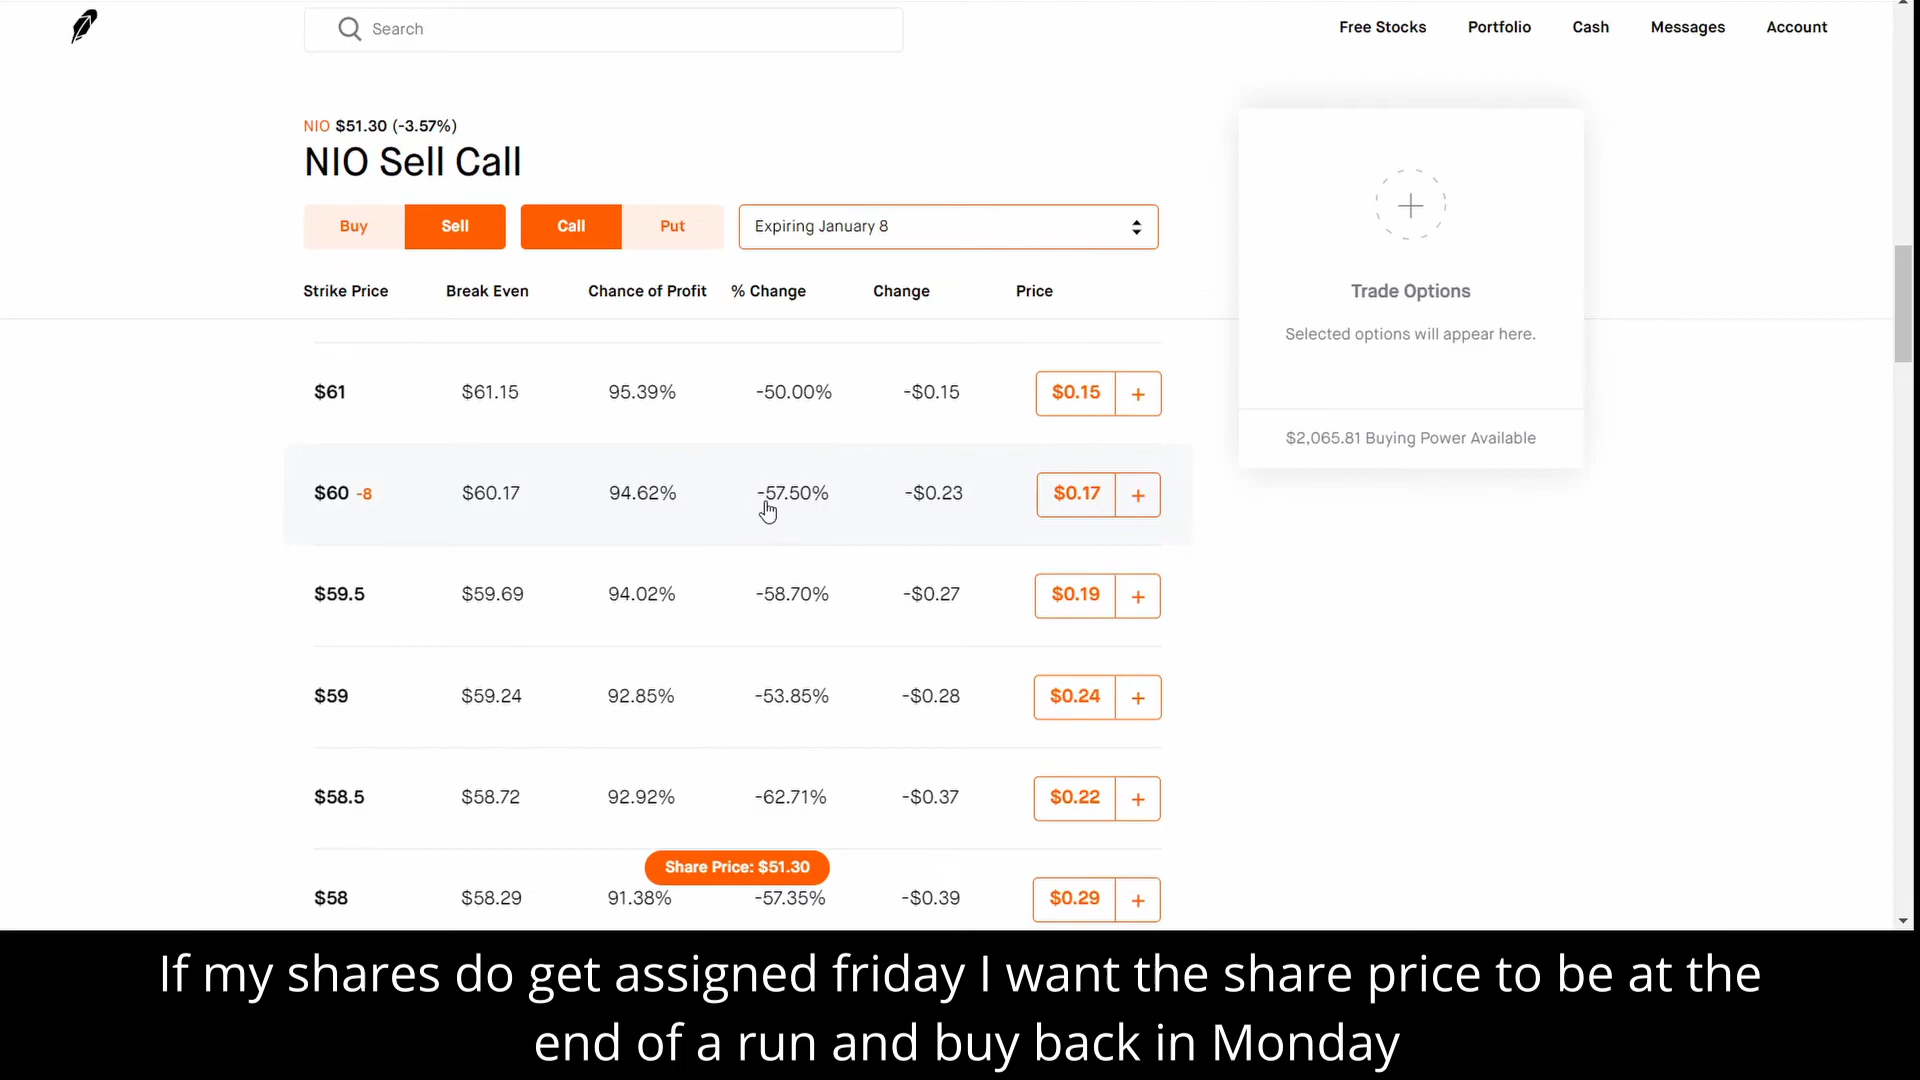 Search
Free Stocks Portfolio Cash Messages Account
NIO $51.30 (-3.57%)
NIO Sell Call
Buy Sell Call Put Expiring January 8
Strike Price Break Even Chance of Profit % Change Change Price
$61 $61.15 95.39% -50.00% -$0.15 $0.15 +
$60 -8 $60.17 94.62% -57.50% -$0.23 $0.17 +
$59.5 $59.69 94.02% -58.70% -$0.27 $0.19 +
$59 $59.24 92.85% -53.85% -$0.28 $0.24 +
$58.5 $58.72 92.92% -62.71% -$0.37 $0.22 +
Share Price: $51.30
$58 $58.29 91.38% -57.35% -$0.39 $0.29 +
Trade Options
Selected options will appear here.
$2,065.81 Buying Power Available
If my shares do get assigned friday I want the share price to be at the
end of a run and buy back in Monday